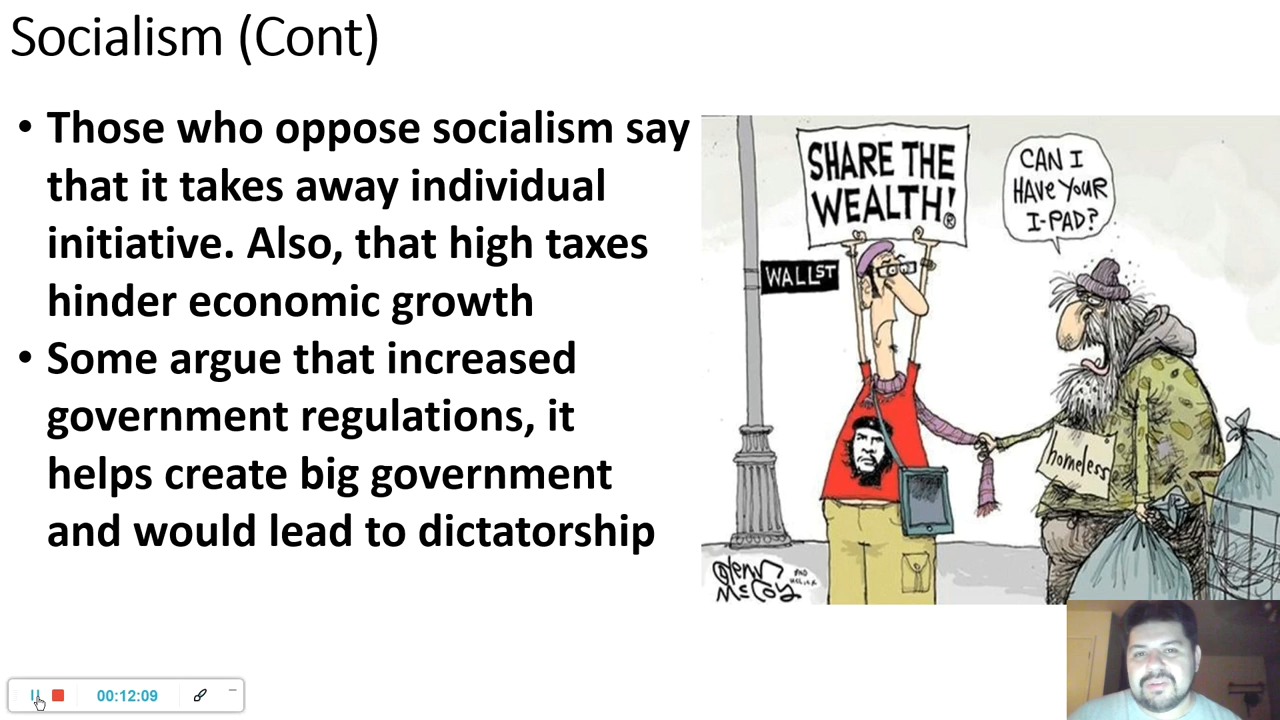 Socialism (Cont)
• Those who oppose socialism say
that it takes away individual
initiative. Also, that high taxes
hinder economic growth
• Some argue that increased
government regulations, it
helps create big government
and would lead to dictatorship
SHARE THE
WEALTH!
®
CAN I
HAVE YOUR
I-PAD?
WALL ST
homeless
Glenn
McCoy
00:12:09